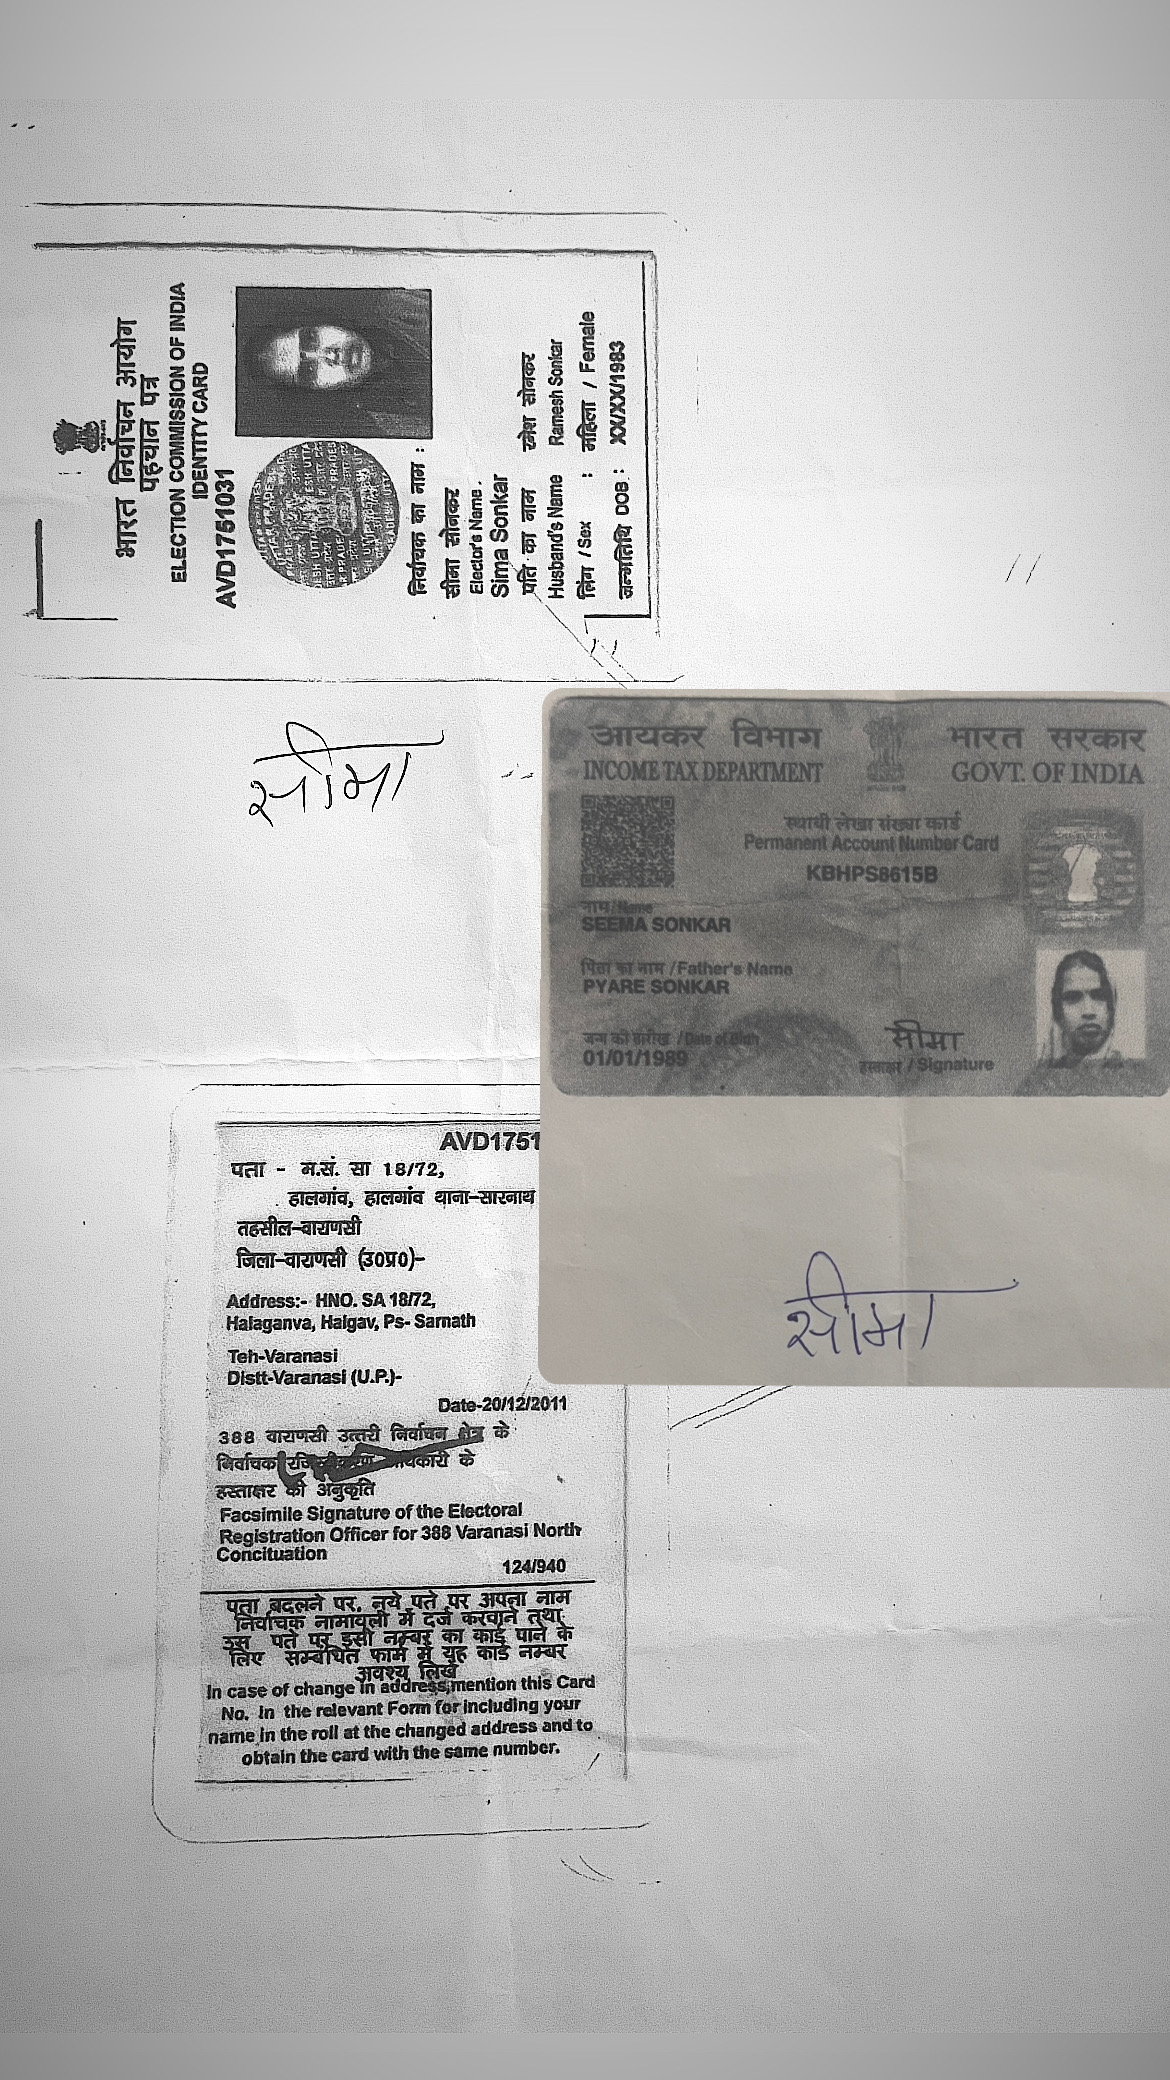 भारत निर्वाचन आयोग
पहचान पत्र
ELECTION COMMISSION OF INDIA
IDENTITY CARD
AVD1751031
निर्वाचक का नाम :
सीमा सोनकर
Elector's Name .
Sima Sonkar
पति का नाम रमेश सोनकर
Husband's Name Ramesh Sonkar
लिंग / Sex : महिला / Female
जन्मतिथि DOB : XX/XX/1983
सीमा
आयकर विभाग भारत सरकार
INCOME TAX DEPARTMENT GOVT. OF INDIA
स्थायी लेखा संख्या कार्ड
Permanent Account Number Card
KBHPS8615B
नाम/Name
SEEMA SONKAR
पिता का नाम /Father's Name
PYARE SONKAR
जन्म की तारीख /Date of Birth
01/01/1989
सीमा
हस्ताक्षर / Signature
सीमा
AVD1751
पता - म.सं. सा 18/72,
हालगांव, हालगांव थाना-सारनाथ
तहसील-वाराणसी
जिला-वाराणसी (उ0प्र0)-
Address:- HNO. SA 18/72,
Halaganva, Halgav, Ps- Sarnath
Teh-Varanasi
Distt-Varanasi (U.P.)-
Date-20/12/2011
388 वाराणसी उत्तरी निर्वाचन क्षेत्र के
निर्वाचक के
हस्ताक्षर की अनुकृति
Facsimile Signature of the Electoral
Registration Officer for 388 Varanasi North
Concituation
124/940
पता बदलने पर, नये पते पर अपना नाम
निर्वाचक नामावली में दर्ज करवाने तथा
उस पते पर इसी नम्बर का कार्ड पाने के
लिए सम्बंधित फार्म में यह कार्ड नम्बर
अवश्य लिखें
In case of change in address,mention this Card
No. in the relevant Form for including your
name in the roll at the changed address and to
obtain the card with the same number.